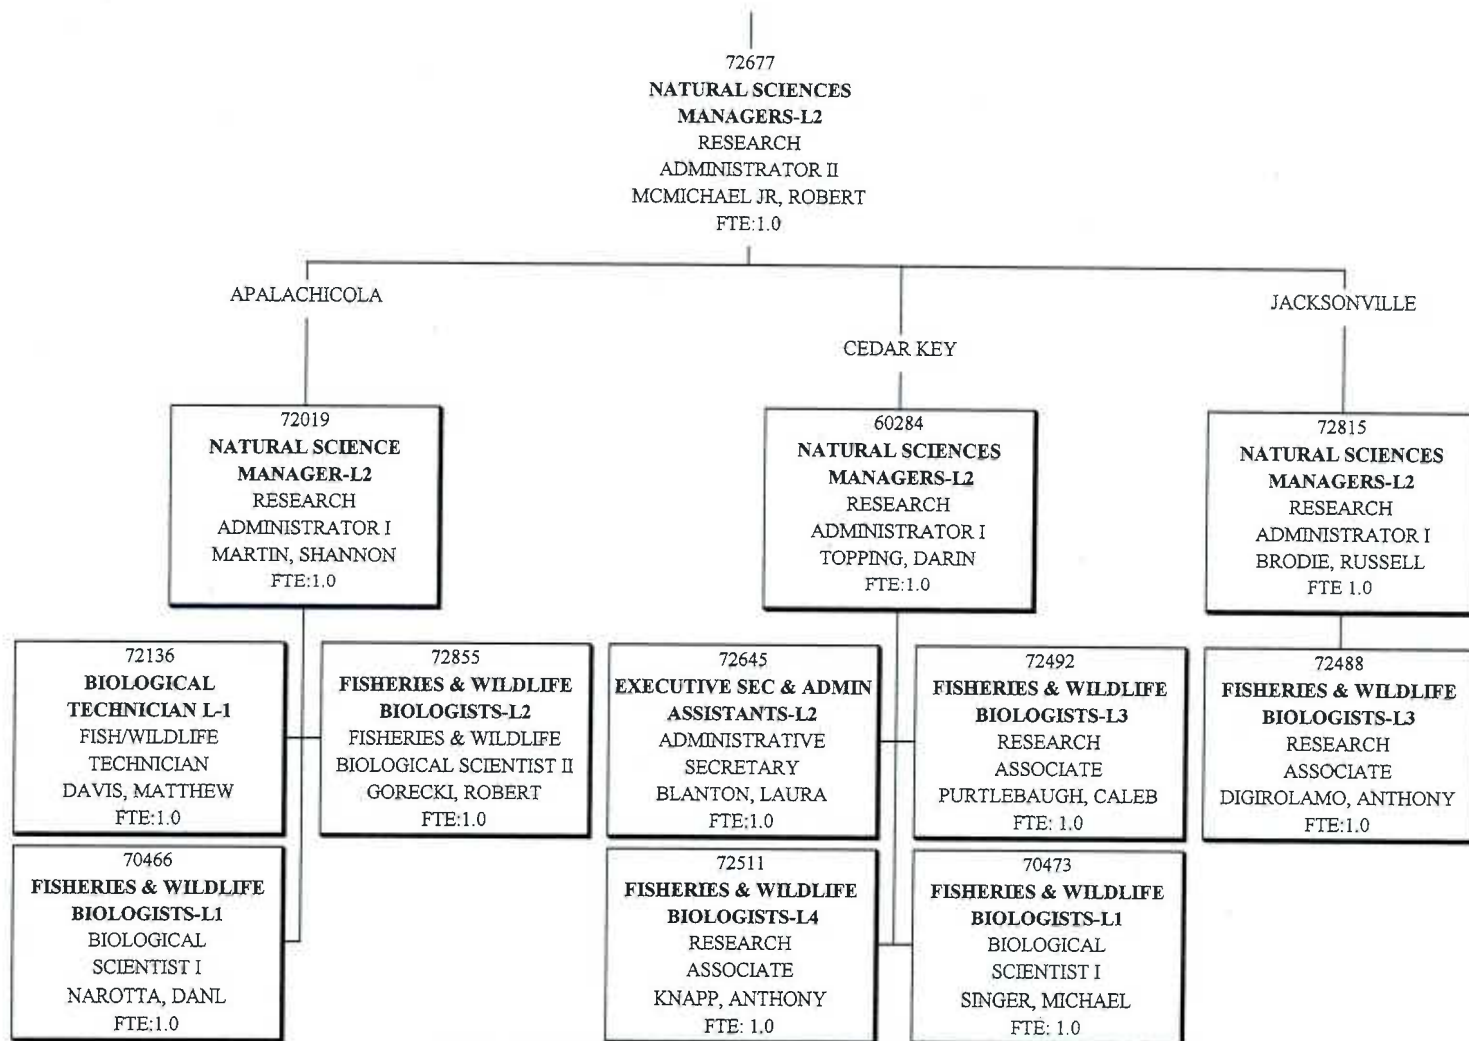 72677
NATURAL SCIENCES
MANAGERS-L2
RESEARCH
ADMINISTRATOR II
MCMICHAEL JR, ROBERT
FTE:1.0
APALACHICOLA
CEDAR KEY
JACKSONVILLE
72019
NATURAL SCIENCE
MANAGER-L2
RESEARCH
ADMINISTRATOR I
MARTIN, SHANNON
FTE:1.0
72136
BIOLOGICAL
TECHNICIAN L-1
FISH/WILDLIFE
TECHNICIAN
DAVIS, MATTHEW
FTE:1.0
72855
FISHERIES & WILDLIFE
BIOLOGISTS-L2
FISHERIES & WILDLIFE
BIOLOGICAL SCIENTIST II
GORECKI, ROBERT
FTE:1.0
70466
FISHERIES & WILDLIFE
BIOLOGISTS-L1
BIOLOGICAL
SCIENTIST I
NAROTTA, DANL
FTE:1.0
60284
NATURAL SCIENCES
MANAGERS-L2
RESEARCH
ADMINISTRATOR I
TOPPING, DARIN
FTE:1.0
72645
EXECUTIVE SEC & ADMIN
ASSISTANTS-L2
ADMINISTRATIVE
SECRETARY
BLANTON, LAURA
FTE:1.0
72492
FISHERIES & WILDLIFE
BIOLOGISTS-L3
RESEARCH
ASSOCIATE
PURTLEBAUGH, CALEB
FTE: 1.0
72511
FISHERIES & WILDLIFE
BIOLOGISTS-L4
RESEARCH
ASSOCIATE
KNAPP, ANTHONY
FTE: 1.0
70473
FISHERIES & WILDLIFE
BIOLOGISTS-L1
BIOLOGICAL
SCIENTIST I
SINGER, MICHAEL
FTE: 1.0
72815
NATURAL SCIENCES
MANAGERS-L2
RESEARCH
ADMINISTRATOR I
BRODIE, RUSSELL
FTE 1.0
72488
FISHERIES & WILDLIFE
BIOLOGISTS-L3
RESEARCH
ASSOCIATE
DIGIROLAMO, ANTHONY
FTE:1.0